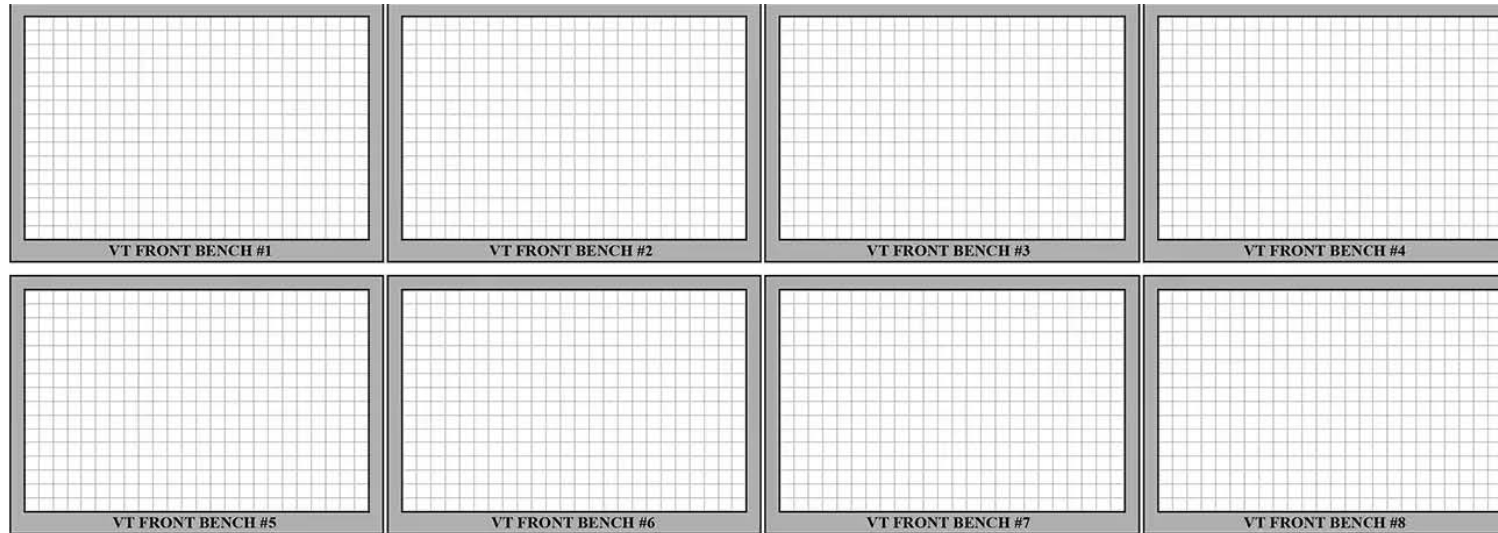 VT FRONT BENCH #1
VT FRONT BENCH #2
VT FRONT BENCH #3
VT FRONT BENCH #4
VT FRONT BENCH #5
VT FRONT BENCH #6
VT FRONT BENCH #7
VT FRONT BENCH #8